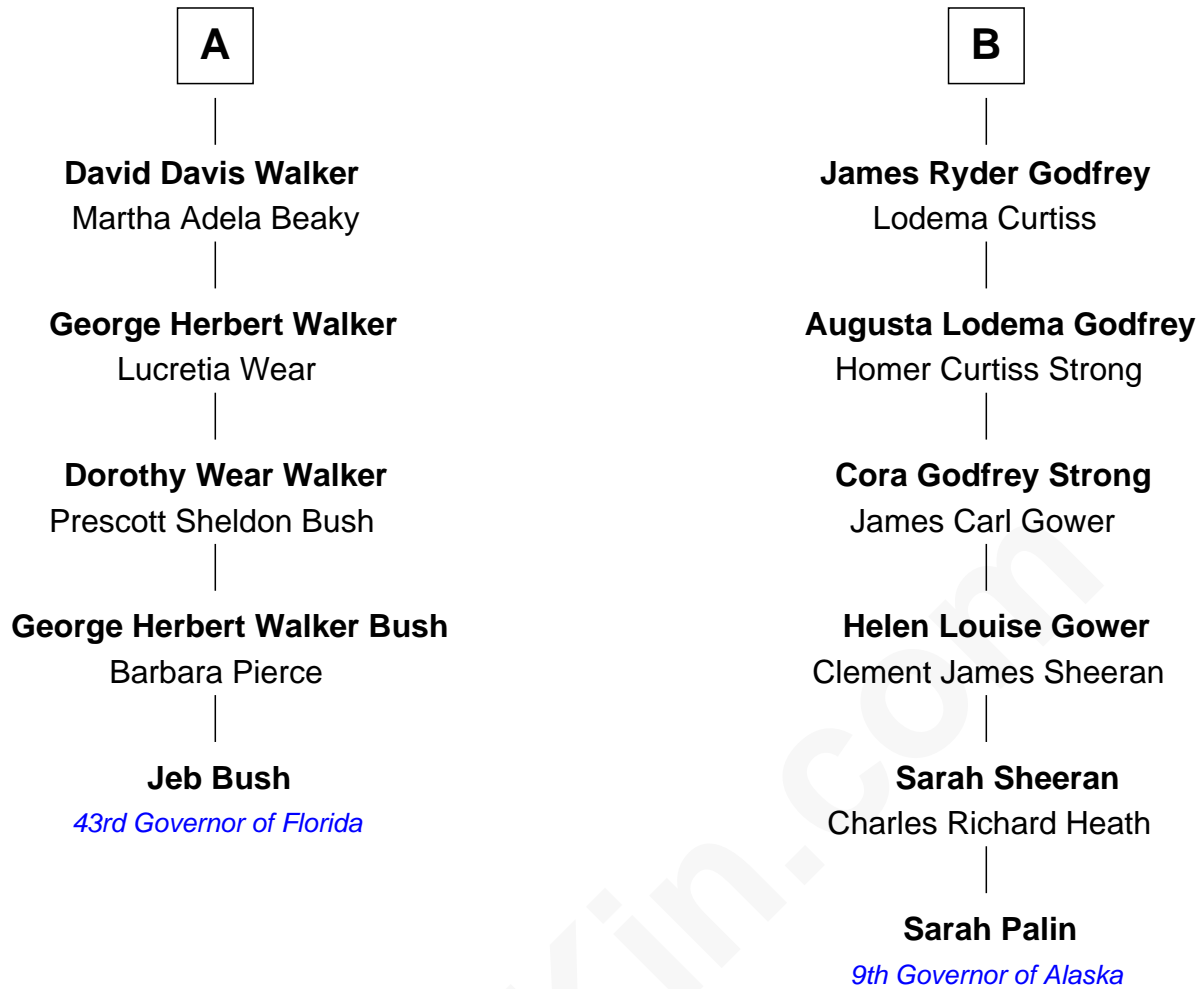 A
David Davis Walker
Martha Adela Beaky
George Herbert Walker
Lucretia Wear
Dorothy Wear Walker
Prescott Sheldon Bush
George Herbert Walker Bush
Barbara Pierce
Jeb Bush
43rd Governor of Florida
B
James Ryder Godfrey
Lodema Curtiss
Augusta Lodema Godfrey
Homer Curtiss Strong
Cora Godfrey Strong
James Carl Gower
Helen Louise Gower
Clement James Sheeran
Sarah Sheeran
Charles Richard Heath
Sarah Palin
9th Governor of Alaska